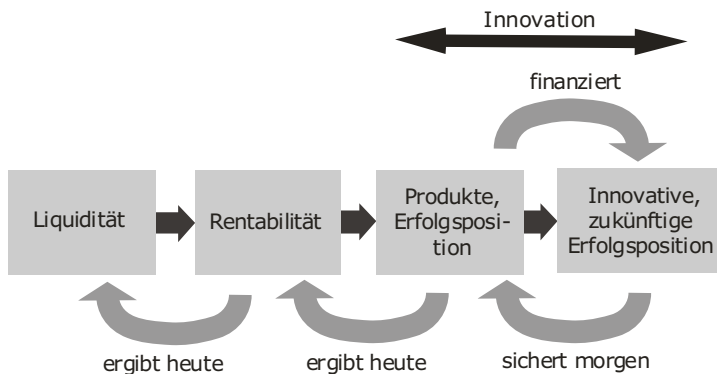 Innovation
finanziert
Liquidität
Rentabilität
Produkte,
Erfolgsposi-
tion
Innovative,
zukünftige
Erfolgsposition
ergibt heute
ergibt heute
sichert morgen